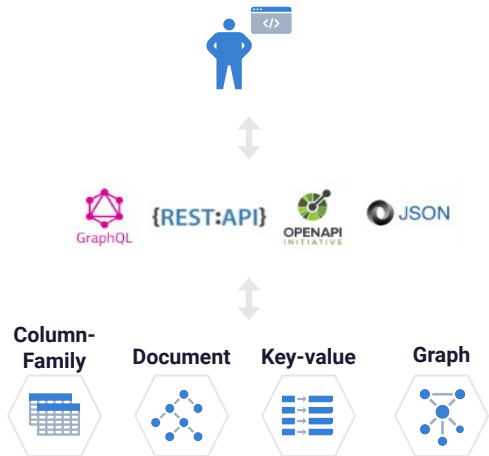 </>
GraphQL
{REST:API}
OPENAPI
INITIATIVE
JSON
Column-
Family
Document
Key-value
Graph